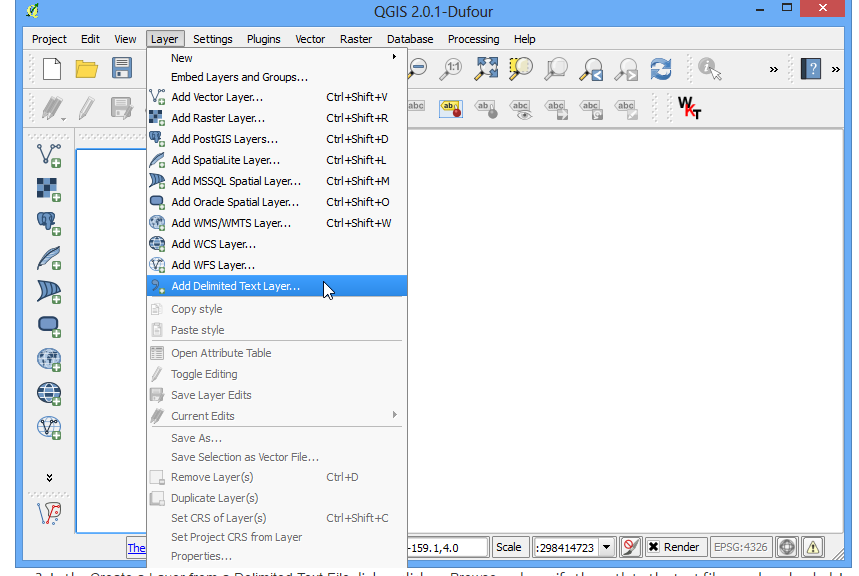 QGIS 2.0.1-Dufour
Project Edit View Layer Settings Plugins Vector Raster Database Processing Help
New
Embed Layers and Groups...
Add Vector Layer... Ctrl+Shift+V
Add Raster Layer... Ctrl+Shift+R
Add PostGIS Layers... Ctrl+Shift+D
Add SpatiaLite Layer... Ctrl+Shift+L
Add MSSQL Spatial Layer... Ctrl+Shift+M
Add Oracle Spatial Layer... Ctrl+Shift+O
Add WMS/WMTS Layer... Ctrl+Shift+W
Add WCS Layer...
Add WFS Layer...
Add Delimited Text Layer...
Copy style
Paste style
Open Attribute Table
Toggle Editing
Save Layer Edits
Current Edits
Save As...
Save Selection as Vector File...
Remove Layer(s) Ctrl+D
Duplicate Layer(s)
Set CRS of Layer(s) Ctrl+Shift+C
Set Project CRS from Layer
Properties...
1:1
abc abc abc abc abc abc abc
WKT
The -159.1,4.0 Scale :298414723 Render EPSG:4326